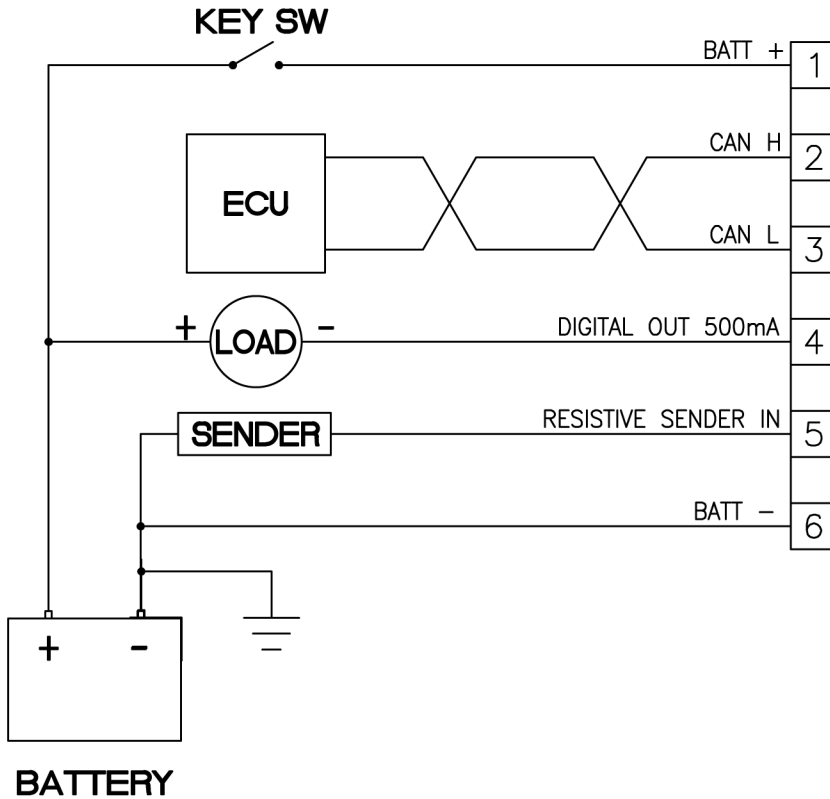 KEY SW
BATT + 1
ECU
CAN H 2
CAN L 3
+ LOAD - DIGITAL OUT 500mA 4
SENDER RESISTIVE SENDER IN 5
BATT - 6
+ -
BATTERY